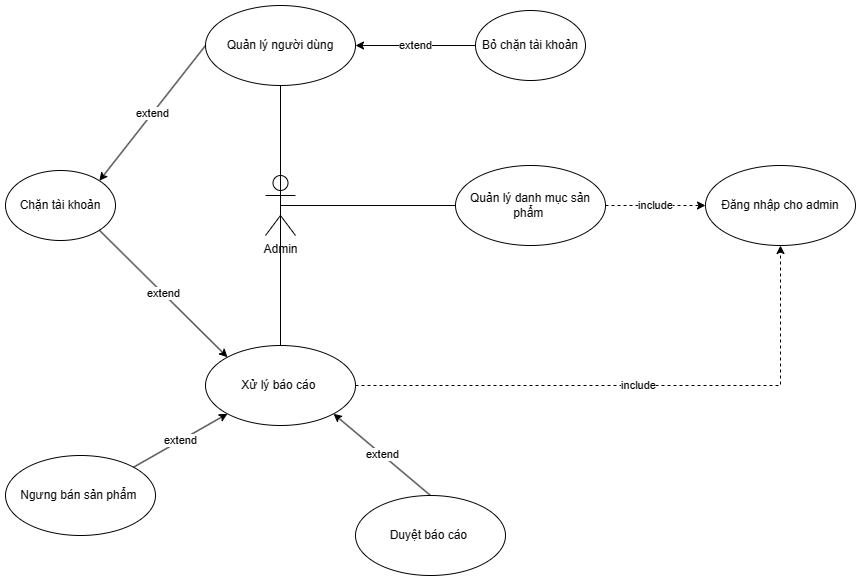 Quản lý người dùng
extend
Bỏ chặn tài khoản
extend
Chặn tài khoản
Quản lý danh mục sản
phẩm
include
Đăng nhập cho admin
Admin
extend
Xử lý báo cáo
include
extend
extend
Ngưng bán sản phẩm
Duyệt báo cáo